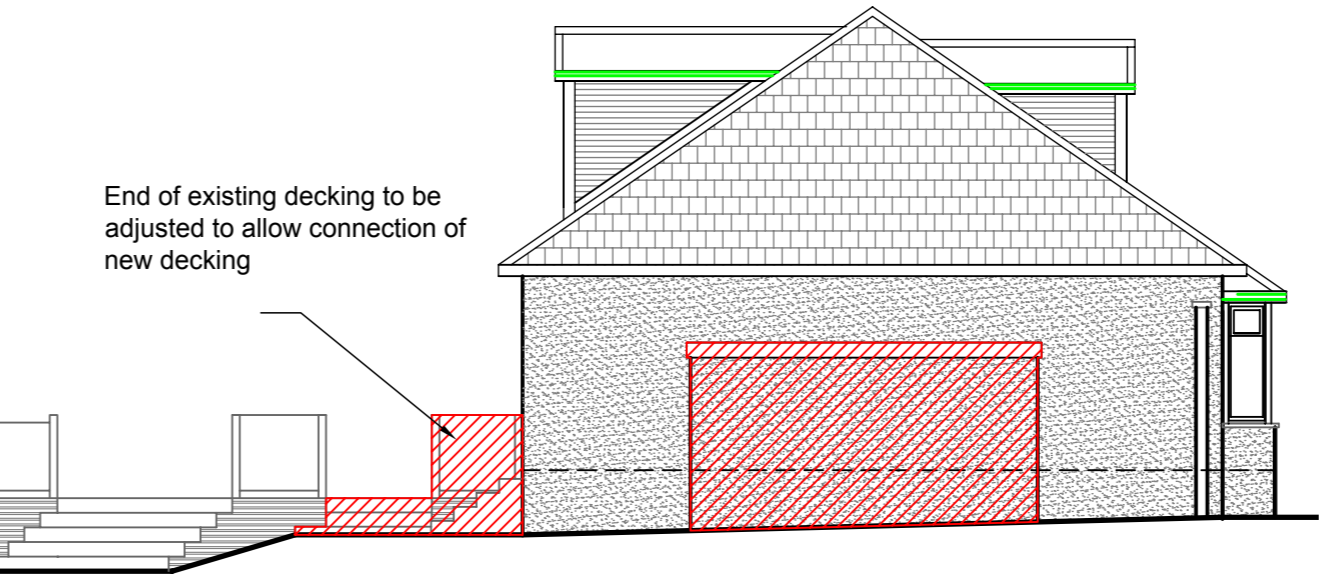 End of existing decking to be
adjusted to allow connection of
new decking